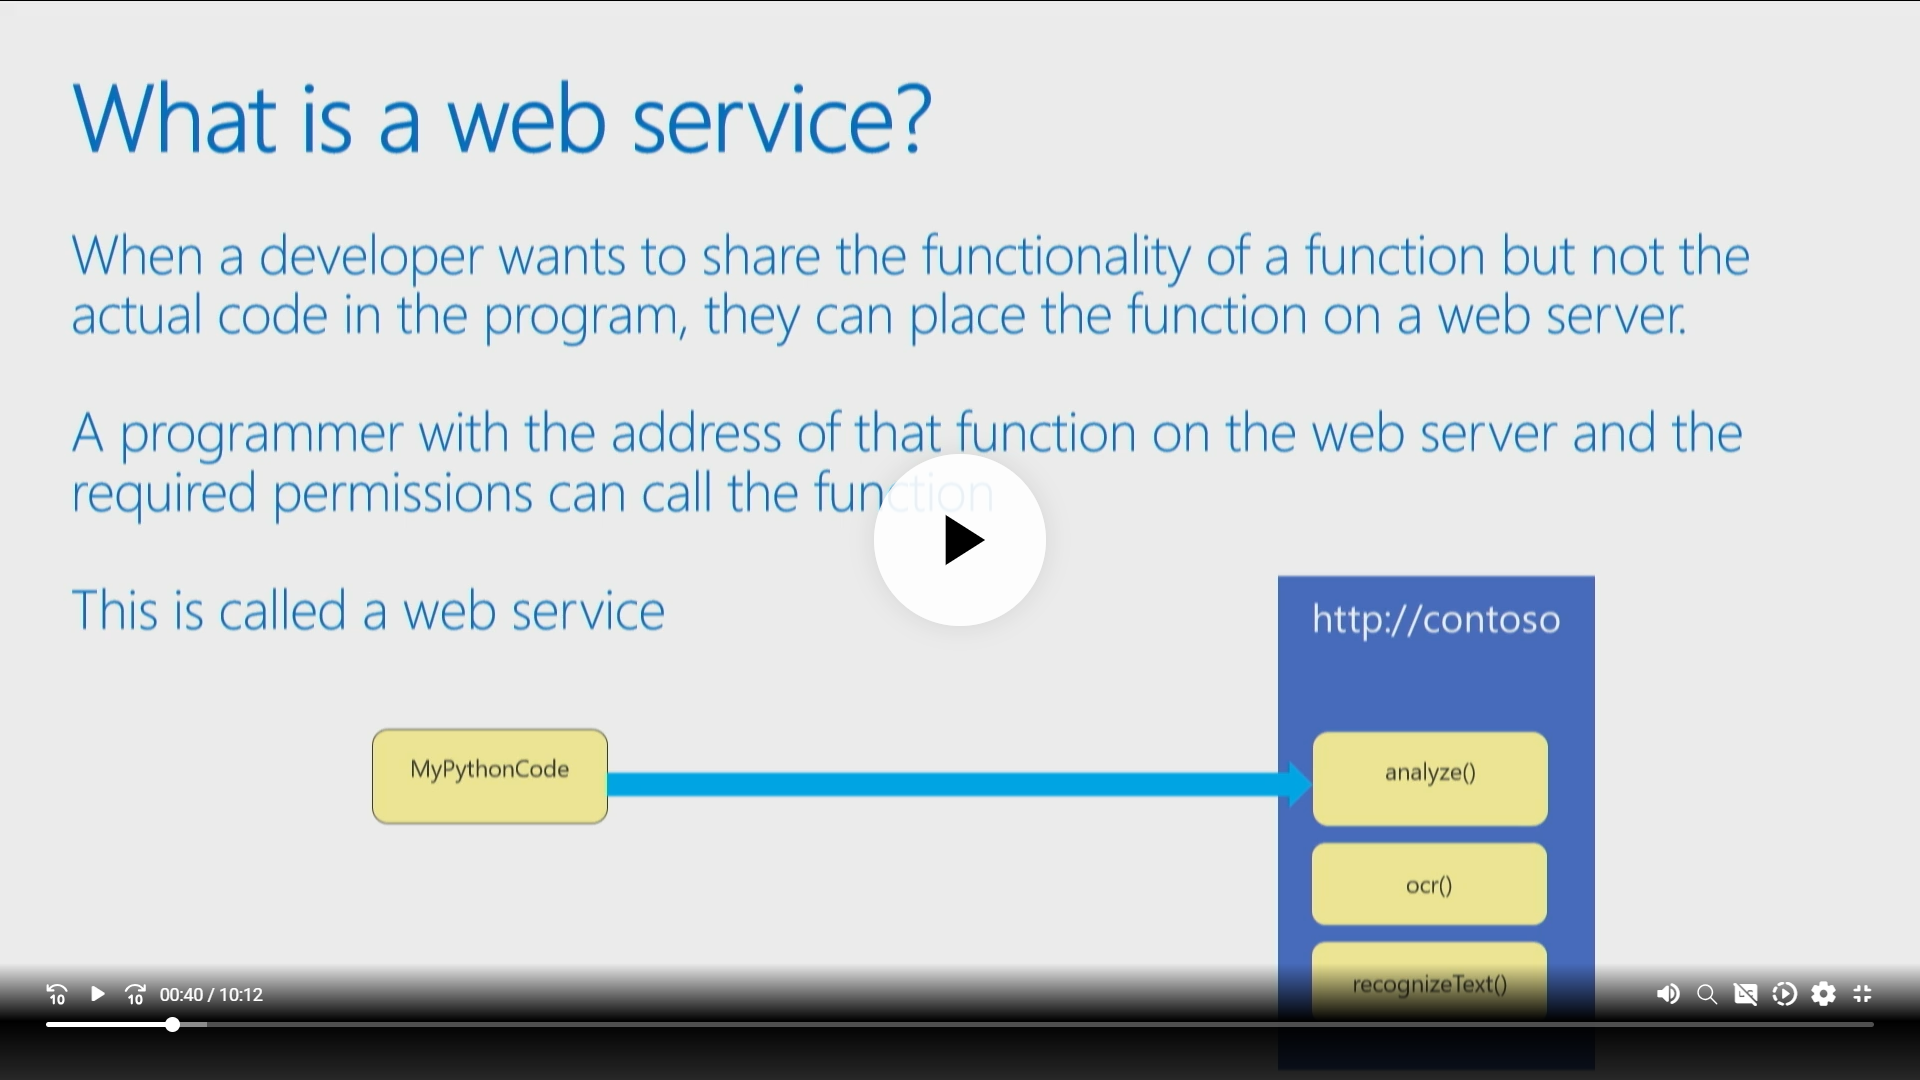 What is a web service?
When a developer wants to share the functionality of a function but not the
actual code in the program, they can place the function on a web server.
A programmer with the address of that function on the web server and the
required permissions can call the function
This is called a web service
http://contoso
MyPythonCode
analyze()
ocr()
recognizeText()
10
10
00:40 / 10:12